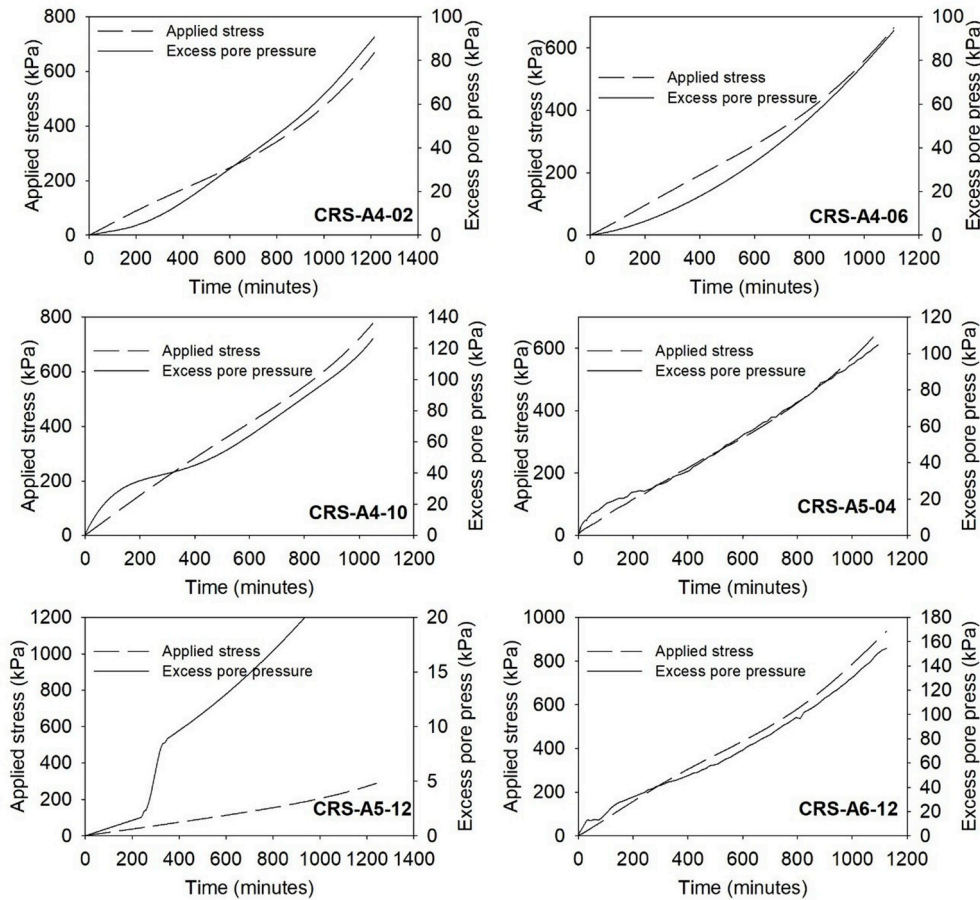 Applied stress (kPa)
800
600
400
200
0
Applied stress
Excess pore pressure
CRS-A4-02
100
80
60
40
20
0
Excess pore press (kPa)
0 200 400 600 800 1000 1200 1400
Time (minutes)
Applied stress (kPa)
600
400
200
0
Applied stress
Excess pore pressure
CRS-A4-06
100
80
60
40
20
0
Excess pore press (kPa)
0 200 400 600 800 1000 1200
Time (minutes)
Applied stress (kPa)
800
600
400
200
0
Applied stress
Excess pore pressure
CRS-A4-10
140
120
100
80
60
40
20
0
Excess pore press (kPa)
0 200 400 600 800 1000 1200
Time (minutes)
Applied stress (kPa)
600
400
200
0
Applied stress
Excess pore pressure
CRS-A5-04
120
100
80
60
40
20
0
Excess pore press (kPa)
0 200 400 600 800 1000 1200
Time (minutes)
Applied stress (kPa)
1200
1000
800
600
400
200
0
Applied stress
Excess pore pressure
CRS-A5-12
20
15
10
5
0
Excess pore press (kPa)
0 200 400 600 800 1000 1200 1400
Time (minutes)
Applied stress (kPa)
1000
800
600
400
200
0
Applied stress
Excess pore pressure
CRS-A6-12
180
160
140
120
100
80
60
40
20
0
Excess pore press (kPa)
0 200 400 600 800 1000 1200
Time (minutes)